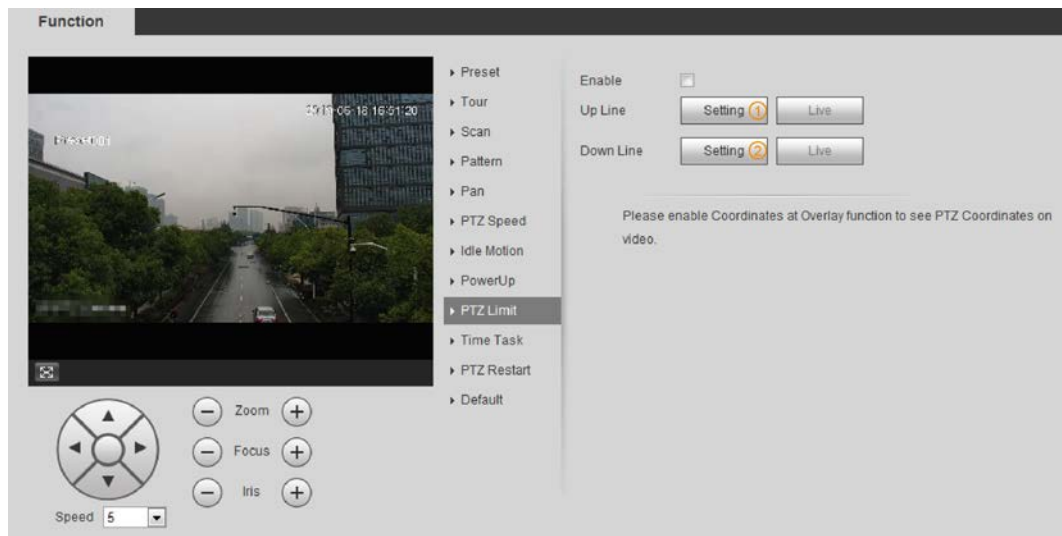 Function
Preset
Tour
Scan
Pattern
Pan
PTZ Speed
Idle Motion
PowerUp
PTZ Limit
Time Task
PTZ Restart
Default
Enable
Up Line
Setting 1
Live
Down Line
Setting 2
Live
Please enable Coordinates at Overlay function to see PTZ Coordinates on
video.
Zoom
Focus
Iris
Speed 5